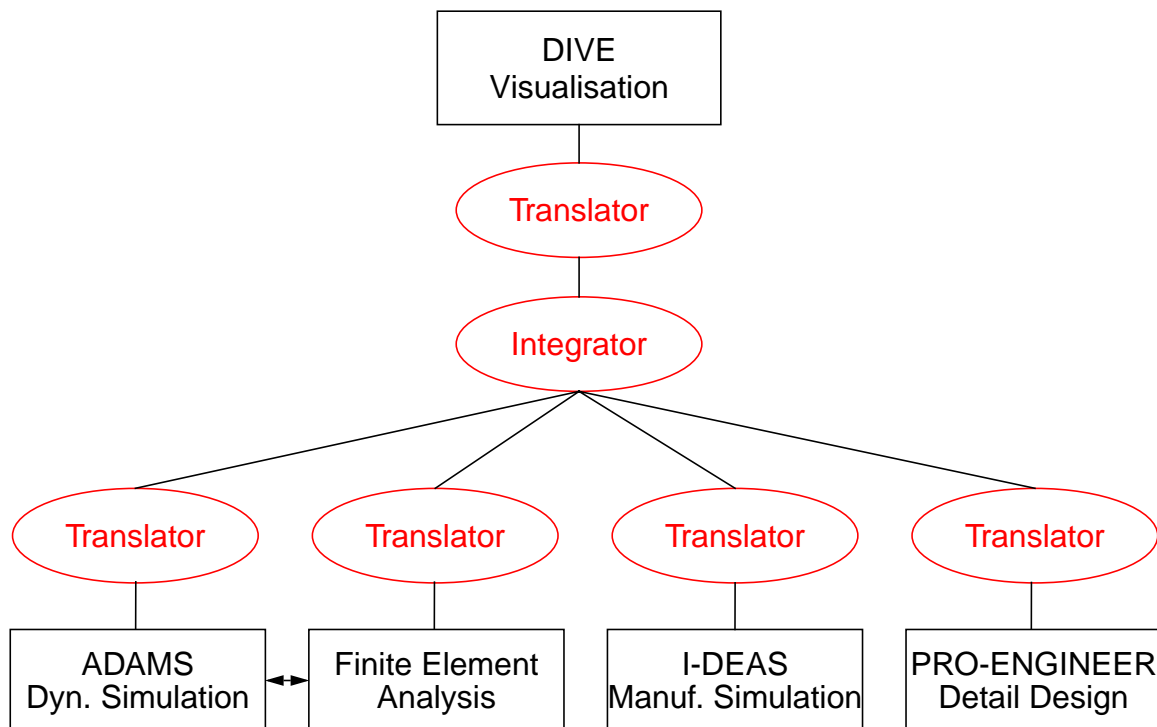 DIVE
Visualisation
Translator
Integrator
Translator
Translator
Translator
Translator
ADAMS
Dyn. Simulation
Finite Element
Analysis
I-DEAS
Manuf. Simulation
PRO-ENGINEER
Detail Design